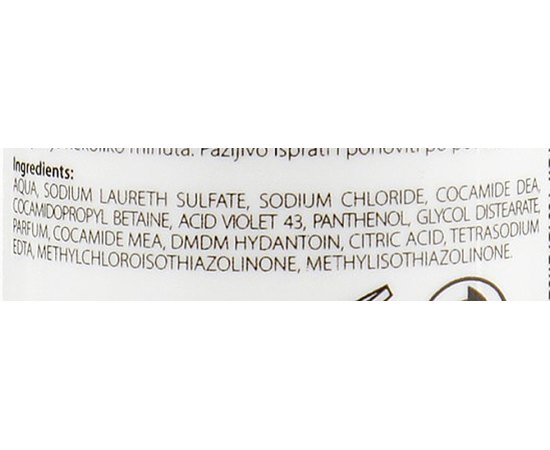 minuta. Pažljivo isprati i ponoviti po
Ingredients:
AQUA, SODIUM LAURETH SULFATE, SODIUM CHLORIDE, COCAMIDE DEA,
COCAMIDOPROPYL BETAINE, ACID VIOLET 43, PANTHENOL, GLYCOL DISTEARATE,
PARFUM, COCAMIDE MEA, DMDM HYDANTOIN, CITRIC ACID, TETRASODIUM
EDTA, METHYLCHLOROISOTHIAZOLINONE, METHYLISOTHIAZOLINONE.